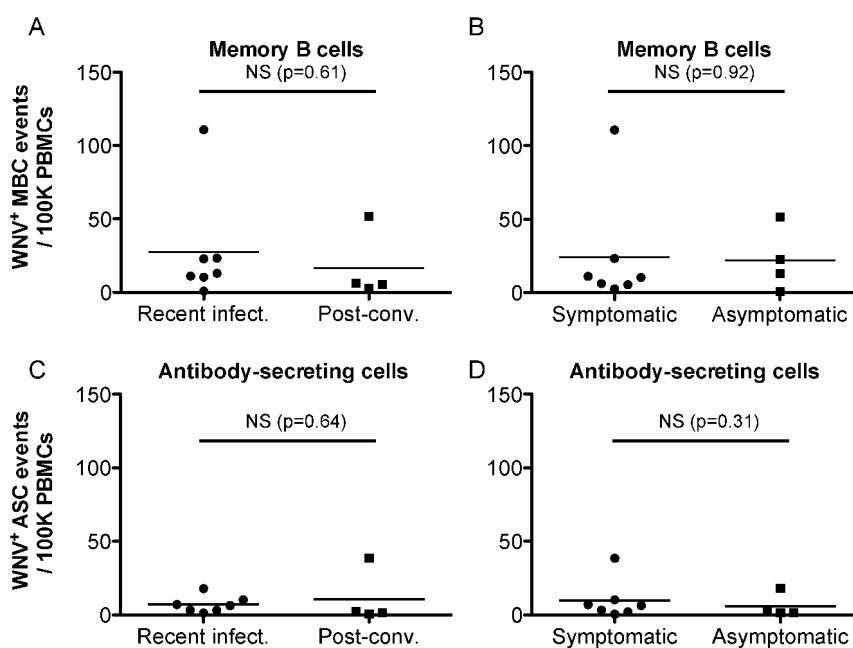 A
Memory B cells
NS (p=0.61)
WNV+ MBC events
/ 100K PBMCs
150
100
50
0
Recent infect.
Post-conv.
B
Memory B cells
NS (p=0.92)
150
100
50
0
Symptomatic
Asymptomatic
C
Antibody-secreting cells
NS (p=0.64)
WNV+ ASC events
/ 100K PBMCs
150
100
50
0
Recent infect.
Post-conv.
D
Antibody-secreting cells
NS (p=0.31)
150
100
50
0
Symptomatic
Asymptomatic